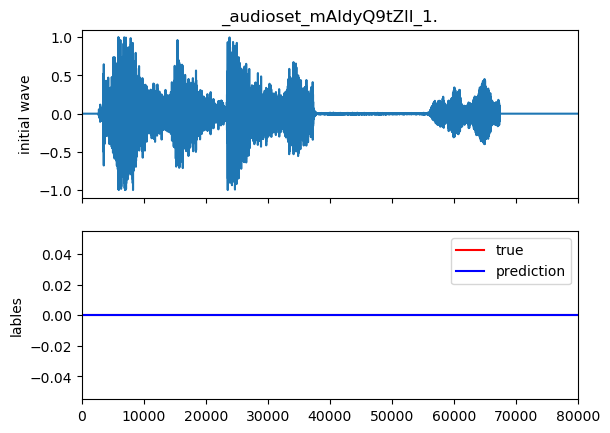 _audioset_mAldyQ9tZlI_1.
1.0
0.5
0.0
−0.5
−1.0
initial wave
0.04
0.02
0.00
−0.02
−0.04
lables
true
prediction
0 10000 20000 30000 40000 50000 60000 70000 80000